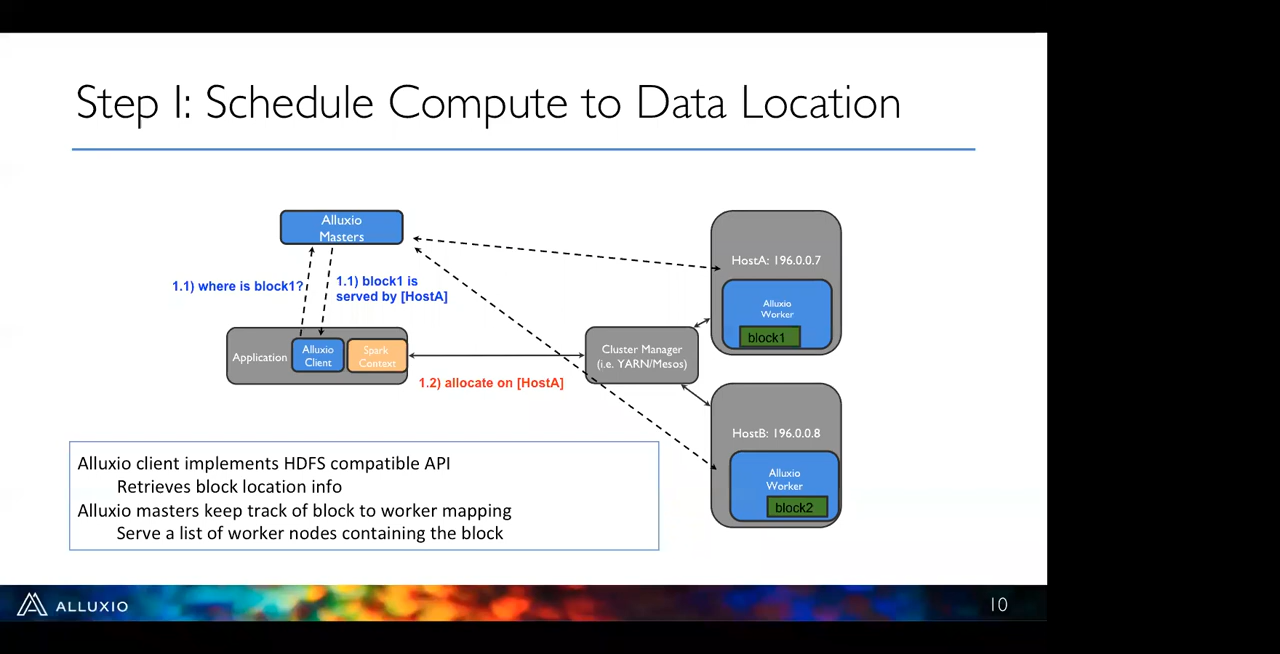 Step I: Schedule Compute to Data Location
Alluxio
Masters
HostA: 196.0.0.7
1.1) where is block1?
1.1) block1 is
served by [HostA]
Alluxio
Worker
block1
Application
Alluxio
Client
Spark
Context
Cluster Manager
(i.e. YARN/Mesos)
1.2) allocate on [HostA]
HostB: 196.0.0.8
Alluxio
Worker
block2
Alluxio client implements HDFS compatible API
Retrieves block location info
Alluxio masters keep track of block to worker mapping
Serve a list of worker nodes containing the block
ALLUXIO
10